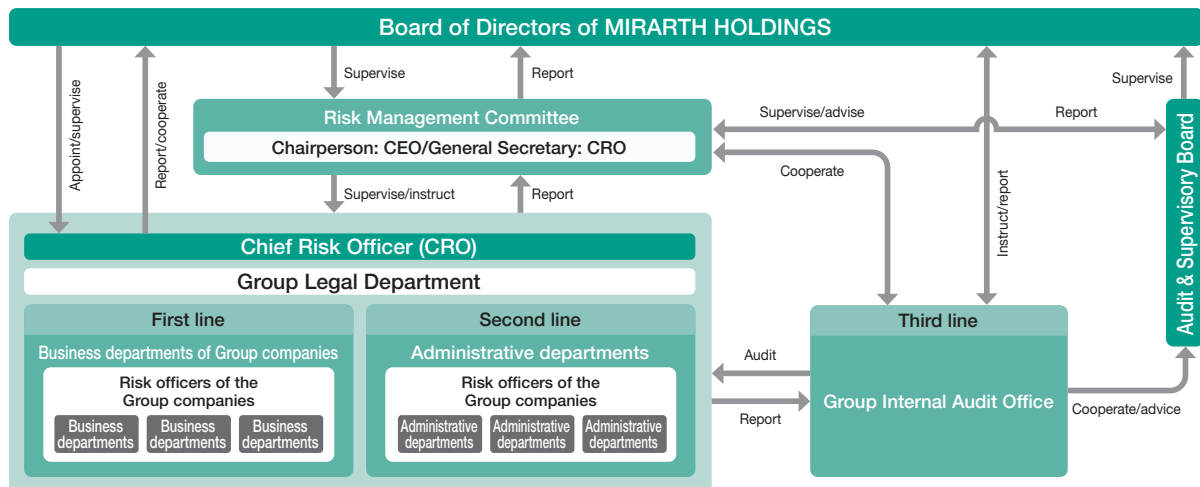 Board of Directors of MIRARTH HOLDINGS
Appoint/supervise
Report/cooperate
Supervise
Report
Supervise
Risk Management Committee
Chairperson: CEO/General Secretary: CRO
Supervise/advise
Report
Cooperate
Instruct/report
Audit & Supervisory Board
Supervise/instruct
Report
Chief Risk Officer (CRO)
Group Legal Department
First line
Business departments of Group companies
Risk officers of the
Group companies
Business
departments
Business
departments
Business
departments
Second line
Administrative departments
Risk officers of the
Group companies
Administrative
departments
Administrative
departments
Administrative
departments
Audit
Report
Third line
Group Internal Audit Office
Cooperate/advice